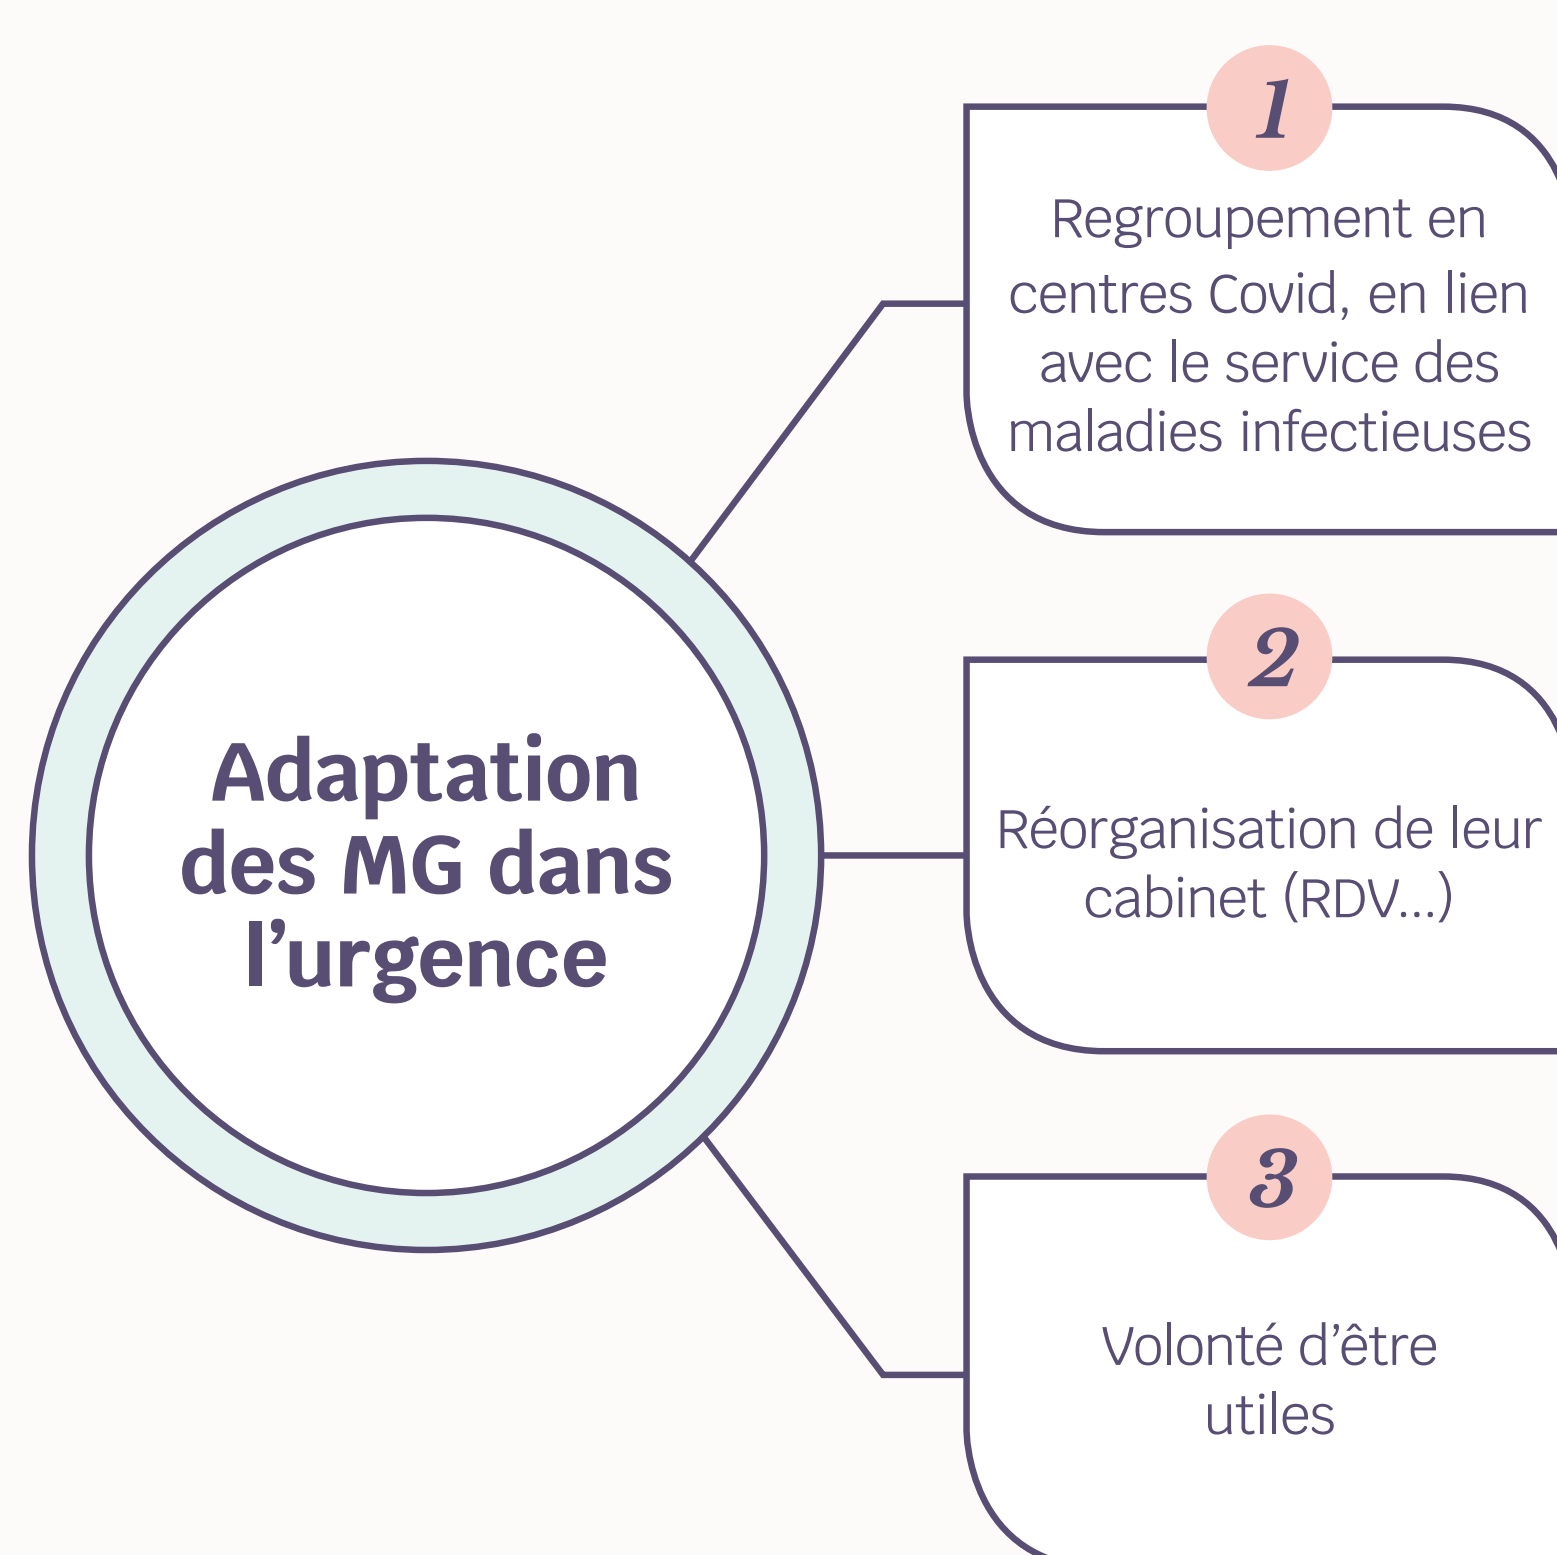 Adaptation
des MG dans
l’urgence
1
Regroupement en
centres Covid, en lien
avec le service des
maladies infectieuses
2
Réorganisation de leur
cabinet (RDV...)
3
Volonté d’être
utiles